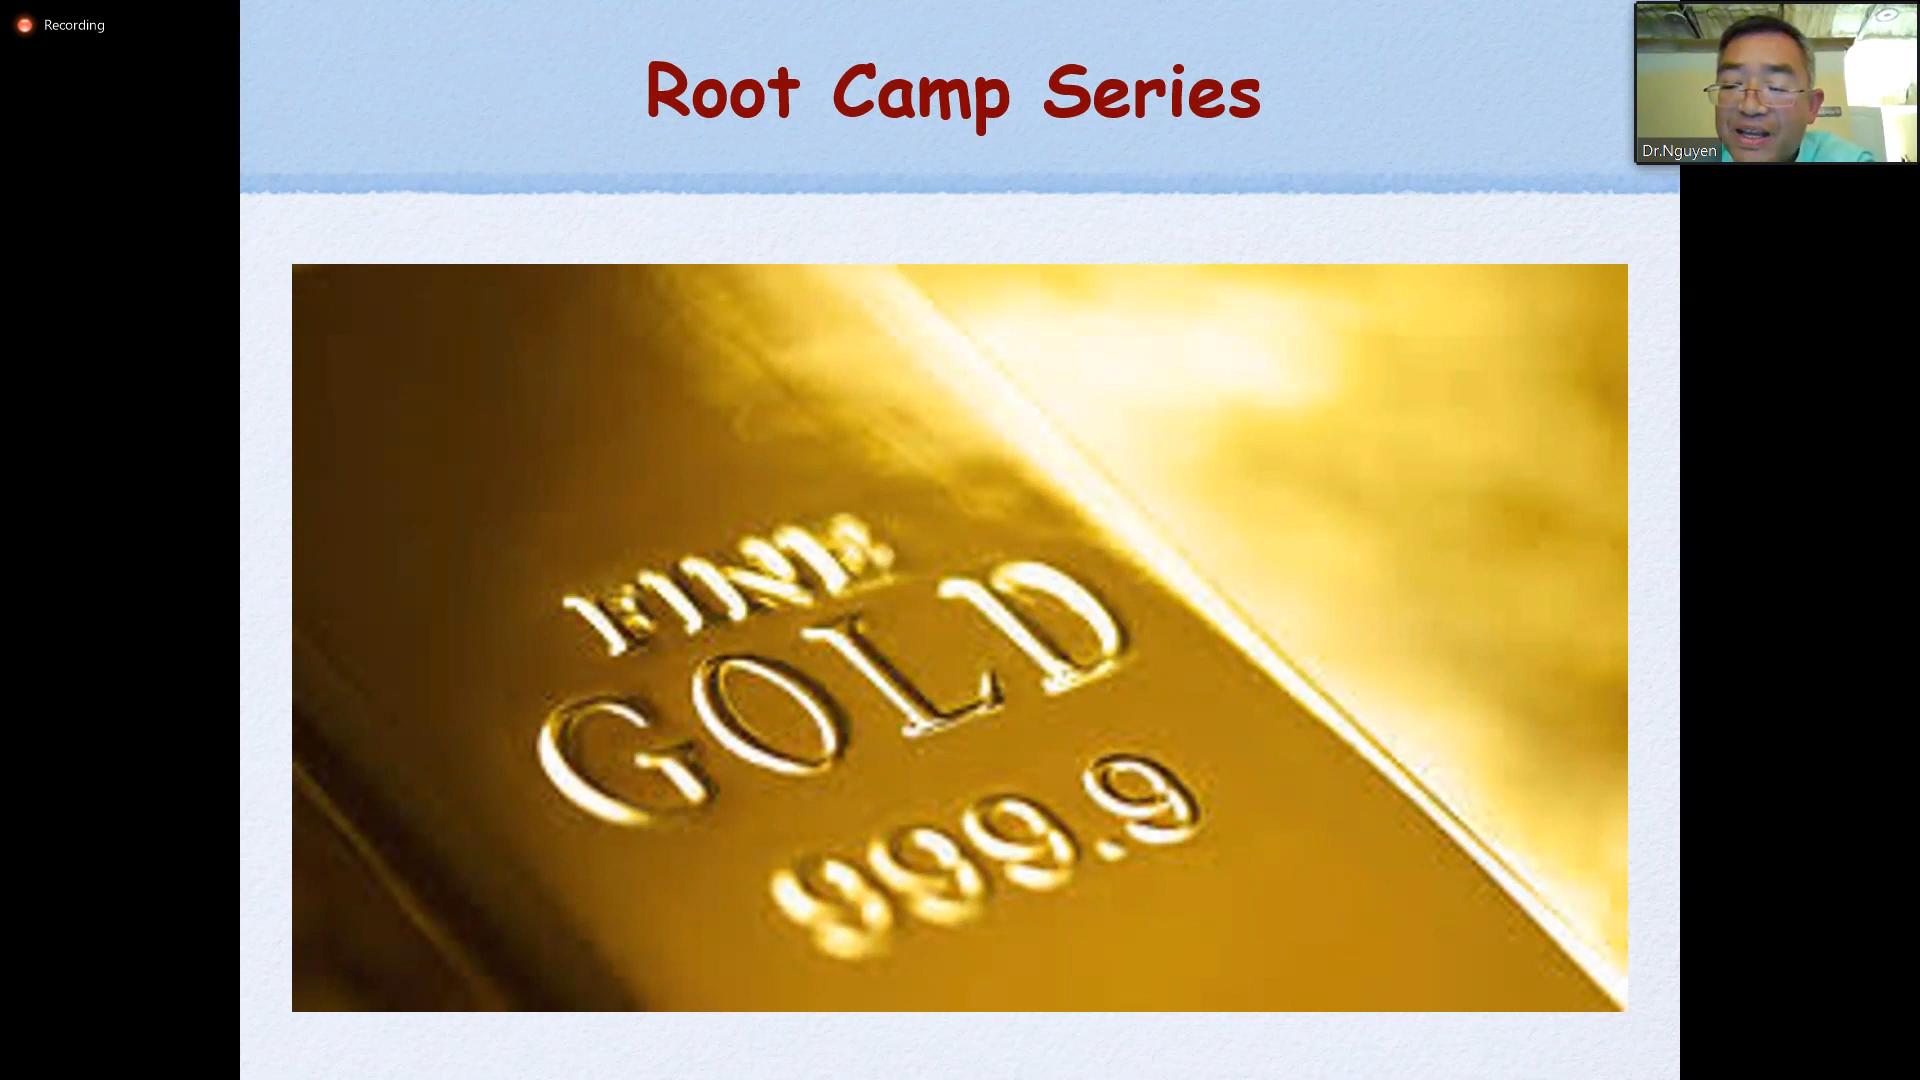 Recording
Root Camp Series
Dr.Nguyen
FINE
GOLD
999.9